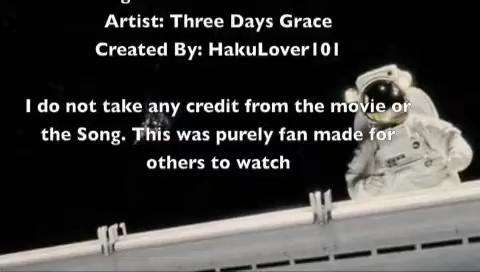 Artist: Three Days Grace
Created By: HakuLover101
I do not take any credit from the movie or
the Song. This was purely fan made for
others to watch